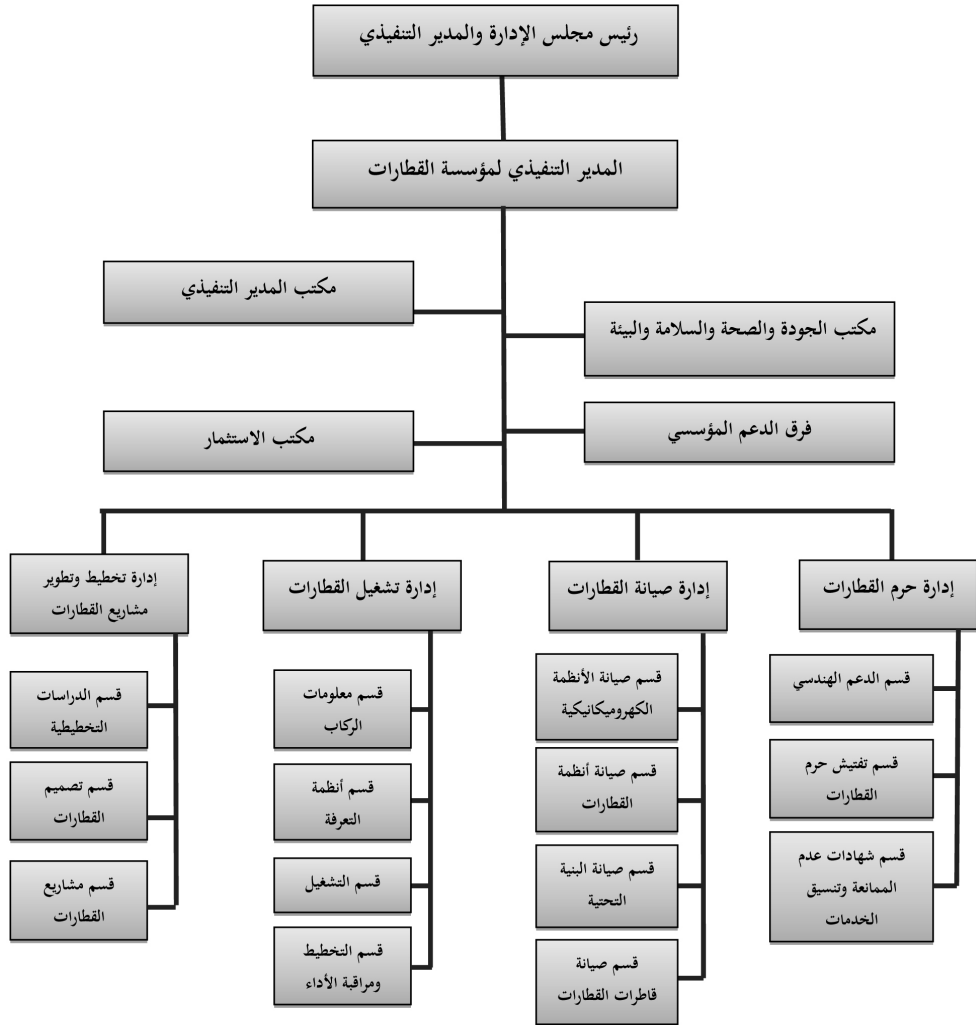 رئيس مجلس الإدارة والمدير التنفيذي
المدير التنفيذي لمؤسسة القطارات
مكتب المدير التنفيذي
مكتب الجودة والصحة والسلامة والبيئة
فرق الدعم المؤسسي
مكتب الاستثمار
إدارة حرم القطارات
قسم الدعم الهندسي
قسم تفتيش حرم
القطارات
قسم شهادات عدم
الممانعة وتنسيق
الخدمات
إدارة صيانة القطارات
قسم صيانة الأنظمة
الكهروميكانيكية
قسم صيانة أنظمة
القطارات
قسم صيانة البنية
التحتية
قسم صيانة
قاطرات القطارات
إدارة تشغيل القطارات
قسم معلومات
الركاب
قسم أنظمة
التعرفة
قسم التشغيل
قسم التخطيط
ومراقبة الأداء
إدارة تخطيط وتطوير
مشاريع القطارات
قسم الدراسات
التخطيطية
قسم تصميم
القطارات
قسم مشاريع
القطارات